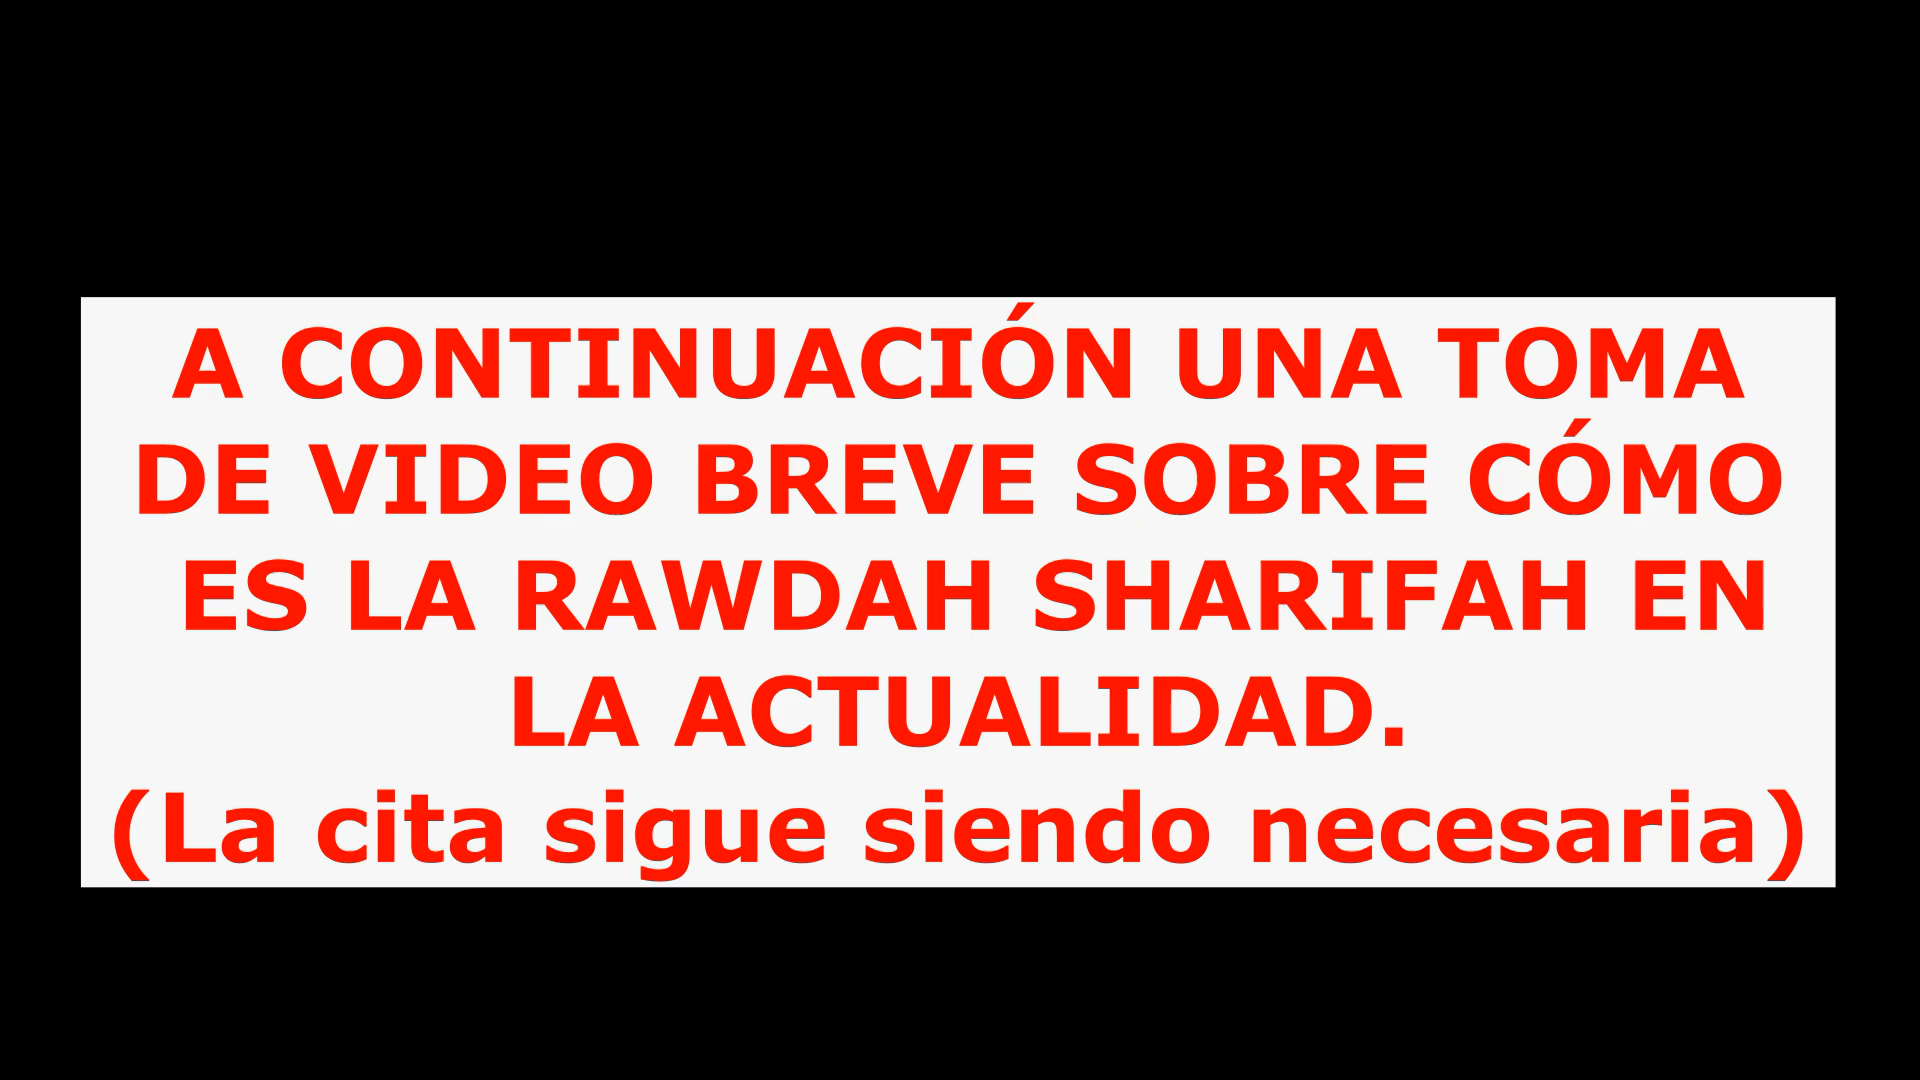 A CONTINUACIÓN UNA TOMA
DE VIDEO BREVE SOBRE CÓMO
ES LA RAWDAH SHARIFAH EN
LA ACTUALIDAD.
(La cita sigue siendo necesaria)